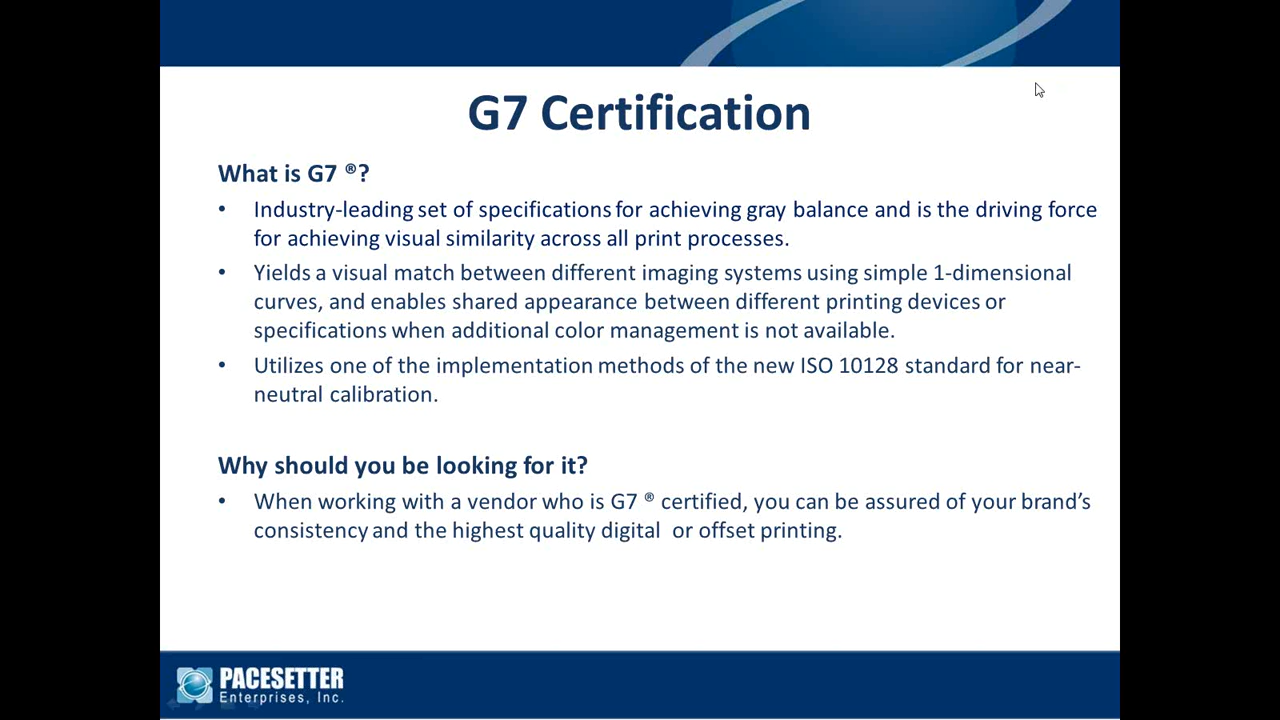 G7 Certification
What is G7 ®?
• Industry-leading set of specifications for achieving gray balance and is the driving force
for achieving visual similarity across all print processes.
• Yields a visual match between different imaging systems using simple 1-dimensional
curves, and enables shared appearance between different printing devices or
specifications when additional color management is not available.
• Utilizes one of the implementation methods of the new ISO 10128 standard for near-
neutral calibration.
Why should you be looking for it?
• When working with a vendor who is G7 ® certified, you can be assured of your brand’s
consistency and the highest quality digital  or offset printing.
PACESETTER
Enterprises, Inc.